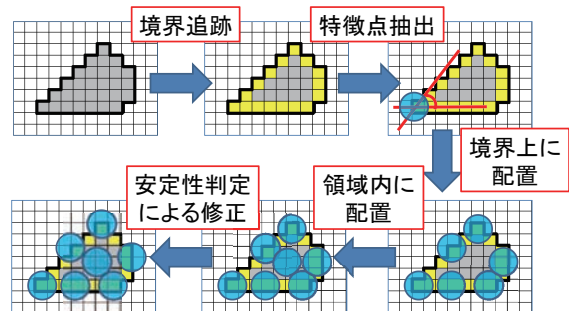 境界追跡
特徴点抽出
境界上に
配置
領域内に
配置
安定性判定
による修正